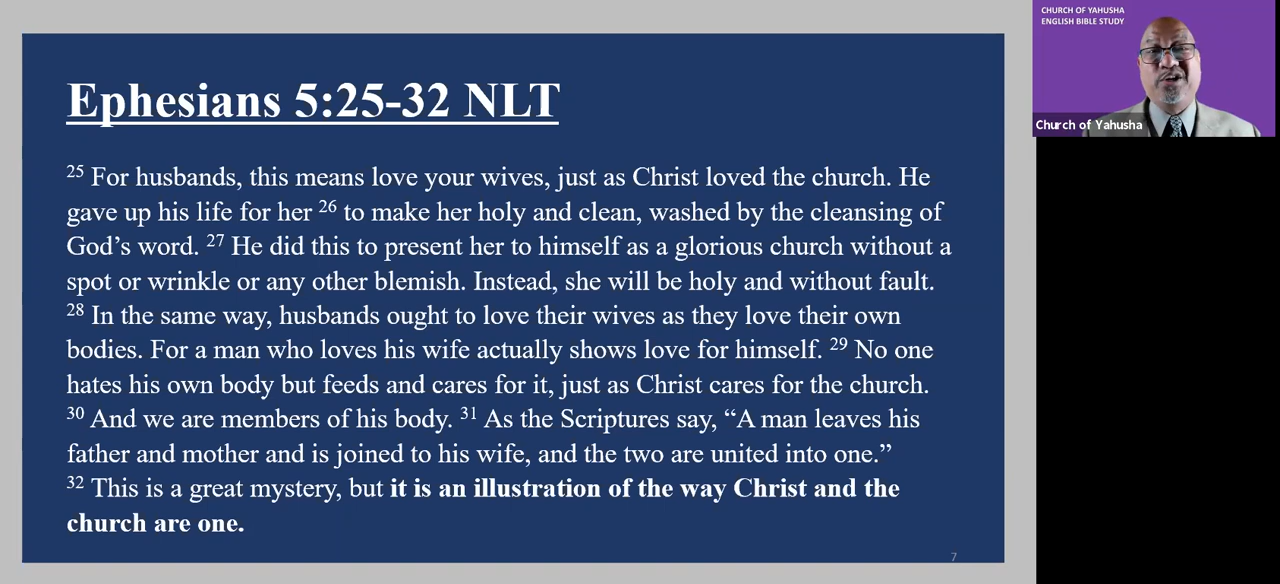 Ephesians 5:25-32 NLT
25 For husbands, this means love your wives, just as Christ loved the church. He
gave up his life for her 26 to make her holy and clean, washed by the cleansing of
God’s word. 27 He did this to present her to himself as a glorious church without a
spot or wrinkle or any other blemish. Instead, she will be holy and without fault.
28 In the same way, husbands ought to love their wives as they love their own
bodies. For a man who loves his wife actually shows love for himself. 29 No one
hates his own body but feeds and cares for it, just as Christ cares for the church.
30 And we are members of his body. 31 As the Scriptures say, “A man leaves his
father and mother and is joined to his wife, and the two are united into one.”
32 This is a great mystery, but it is an illustration of the way Christ and the
church are one.
7
CHURCH OF YAHUSHA
ENGLISH BIBLE STUDY
Church of Yahusha